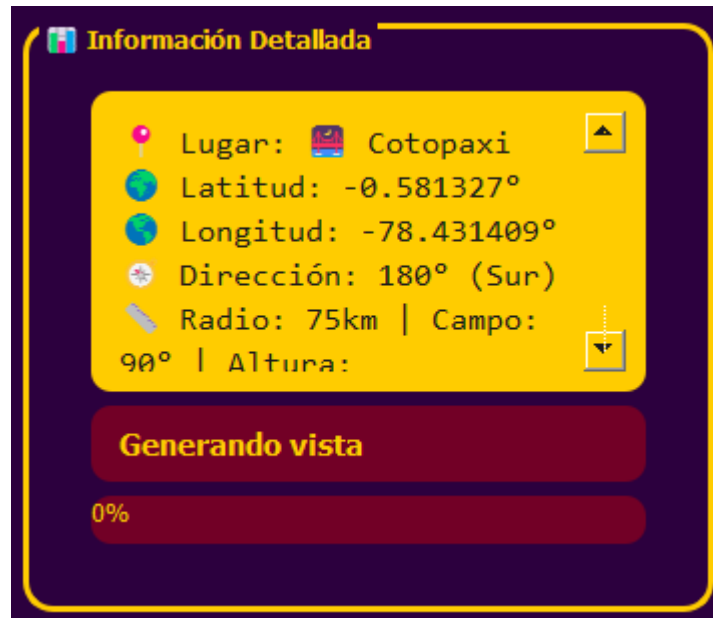 Información Detallada
Lugar: Cotopaxi
Latitud: -0.581327°
Longitud: -78.431409°
Dirección: 180° (Sur)
Radio: 75km | Campo:
90° | Altura:
Generando vista
0%